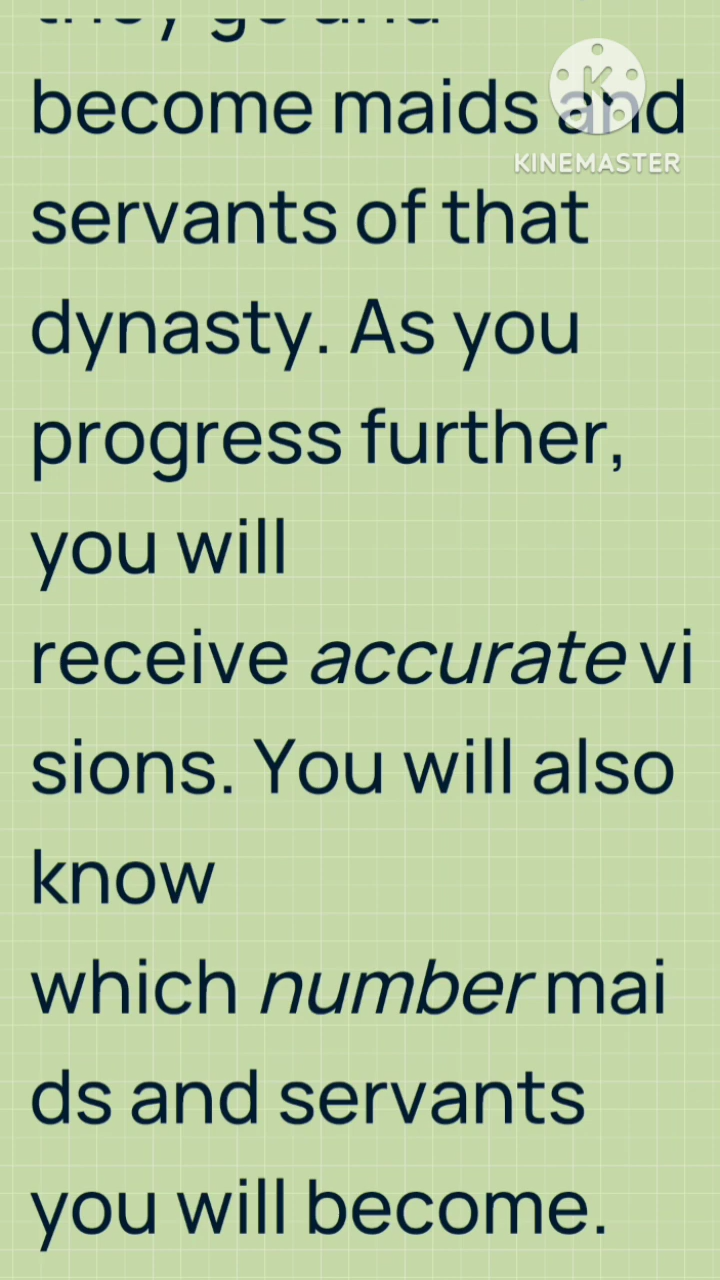 become maids and
KINEMASTER
servants of that
dynasty. As you
progress further,
you will
receive accurate vi
sions. You will also
know
which number mai
ds and servants
you will become.